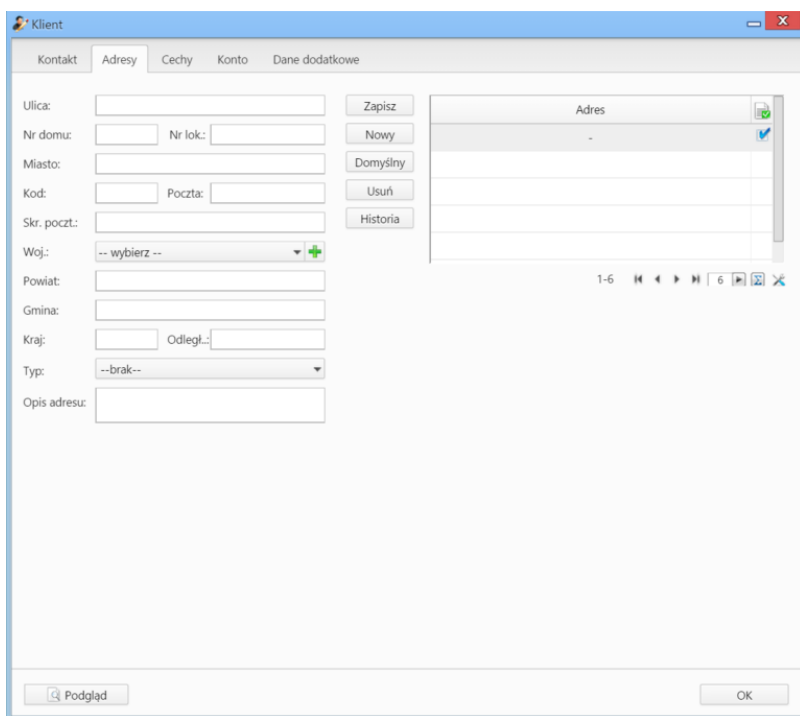 Klient
Kontakt Adresy Cechy Konto Dane dodatkowe
Ulica: Zapisz Adres
Nr domu: Nr lok.: Nowy -
Miasto: Domyślny
Kod: Poczta: Usuń
Skr. poczt.: Historia
Woj.: -- wybierz --
Powiat: 1-6 6
Gmina:
Kraj: Odległ..:
Typ: --brak--
Opis adresu:
Podgląd OK